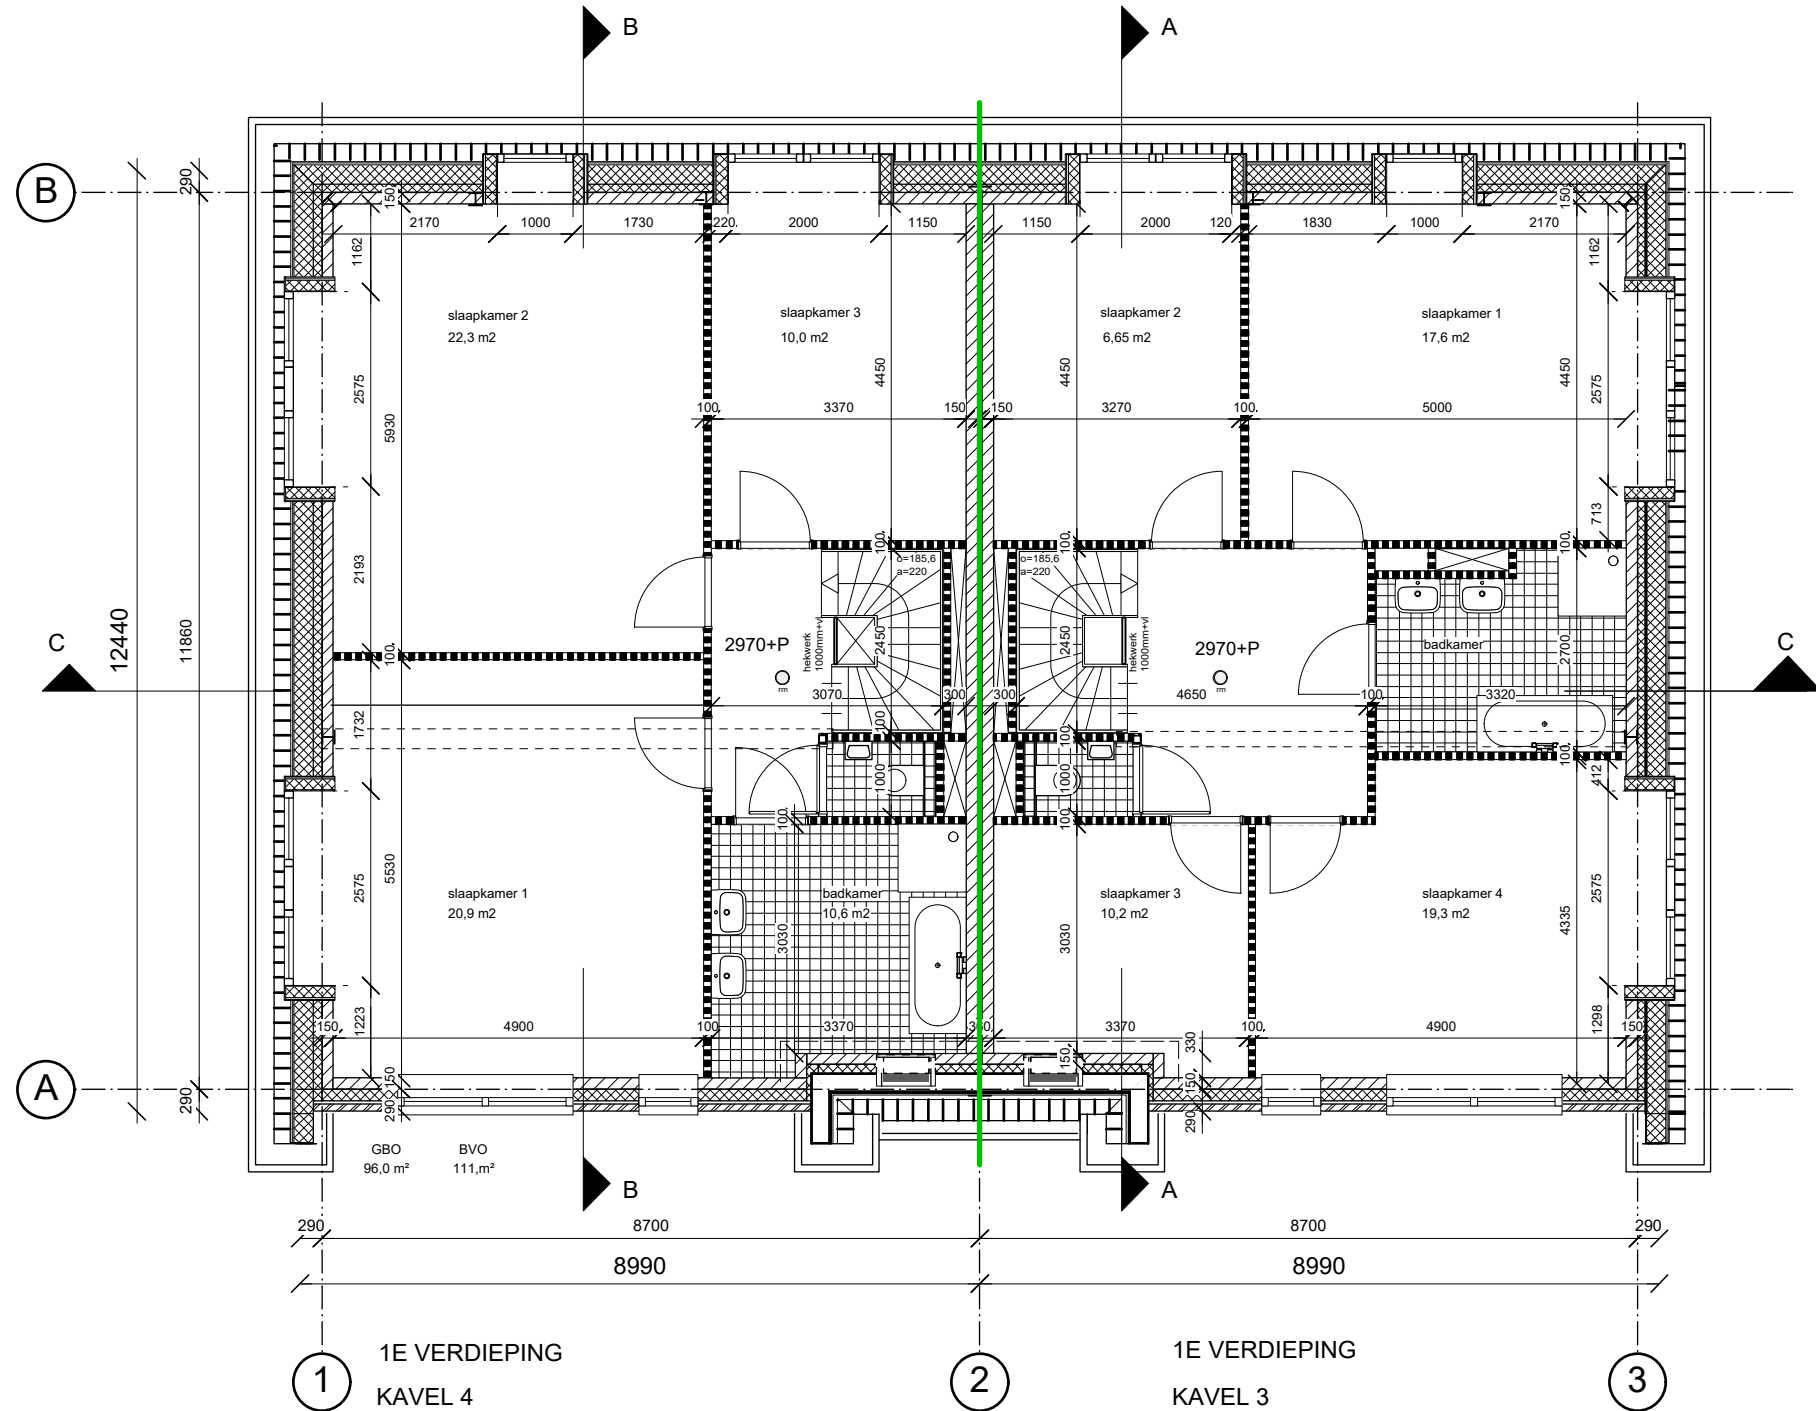 B
A
B
290
150
150
2170
1000
1730
220
2000
1150
1150
2000
120
1830
1000
2170
1162
1162
slaapkamer 2
22,3 m2
slaapkamer 3
10,0 m2
slaapkamer 2
6,65 m2
slaapkamer 1
17,6 m2
2575
5930
4450
4450
4450
2575
100
3370
150
150
3270
100
5000
713
2193
100
100
100
o=185,6
a=220
o=185,6
a=220
12440
11860
C
C
100
2970+P
rm
hekwerk
1000mm+vl
2450
2450
hekwerk
1000mm+vl
2970+P
rm
badkamer
2700
3070
300
300
4650
100
3320
1732
100
100
100
412
1000
1000
100
100
2575
5530
slaapkamer 1
20,9 m2
badkamer
10,6 m2
3030
slaapkamer 3
10,2 m2
3030
slaapkamer 4
19,3 m2
4335
2575
1223
150
4900
100
3370
3370
100
4900
150
1298
330
150
A
290
150
290
150
290
GBO
96,0 m²
BVO
111,m²
B
A
290
8700
8700
290
8990
8990
1E VERDIEPING
KAVEL 4
1E VERDIEPING
KAVEL 3
1
2
3